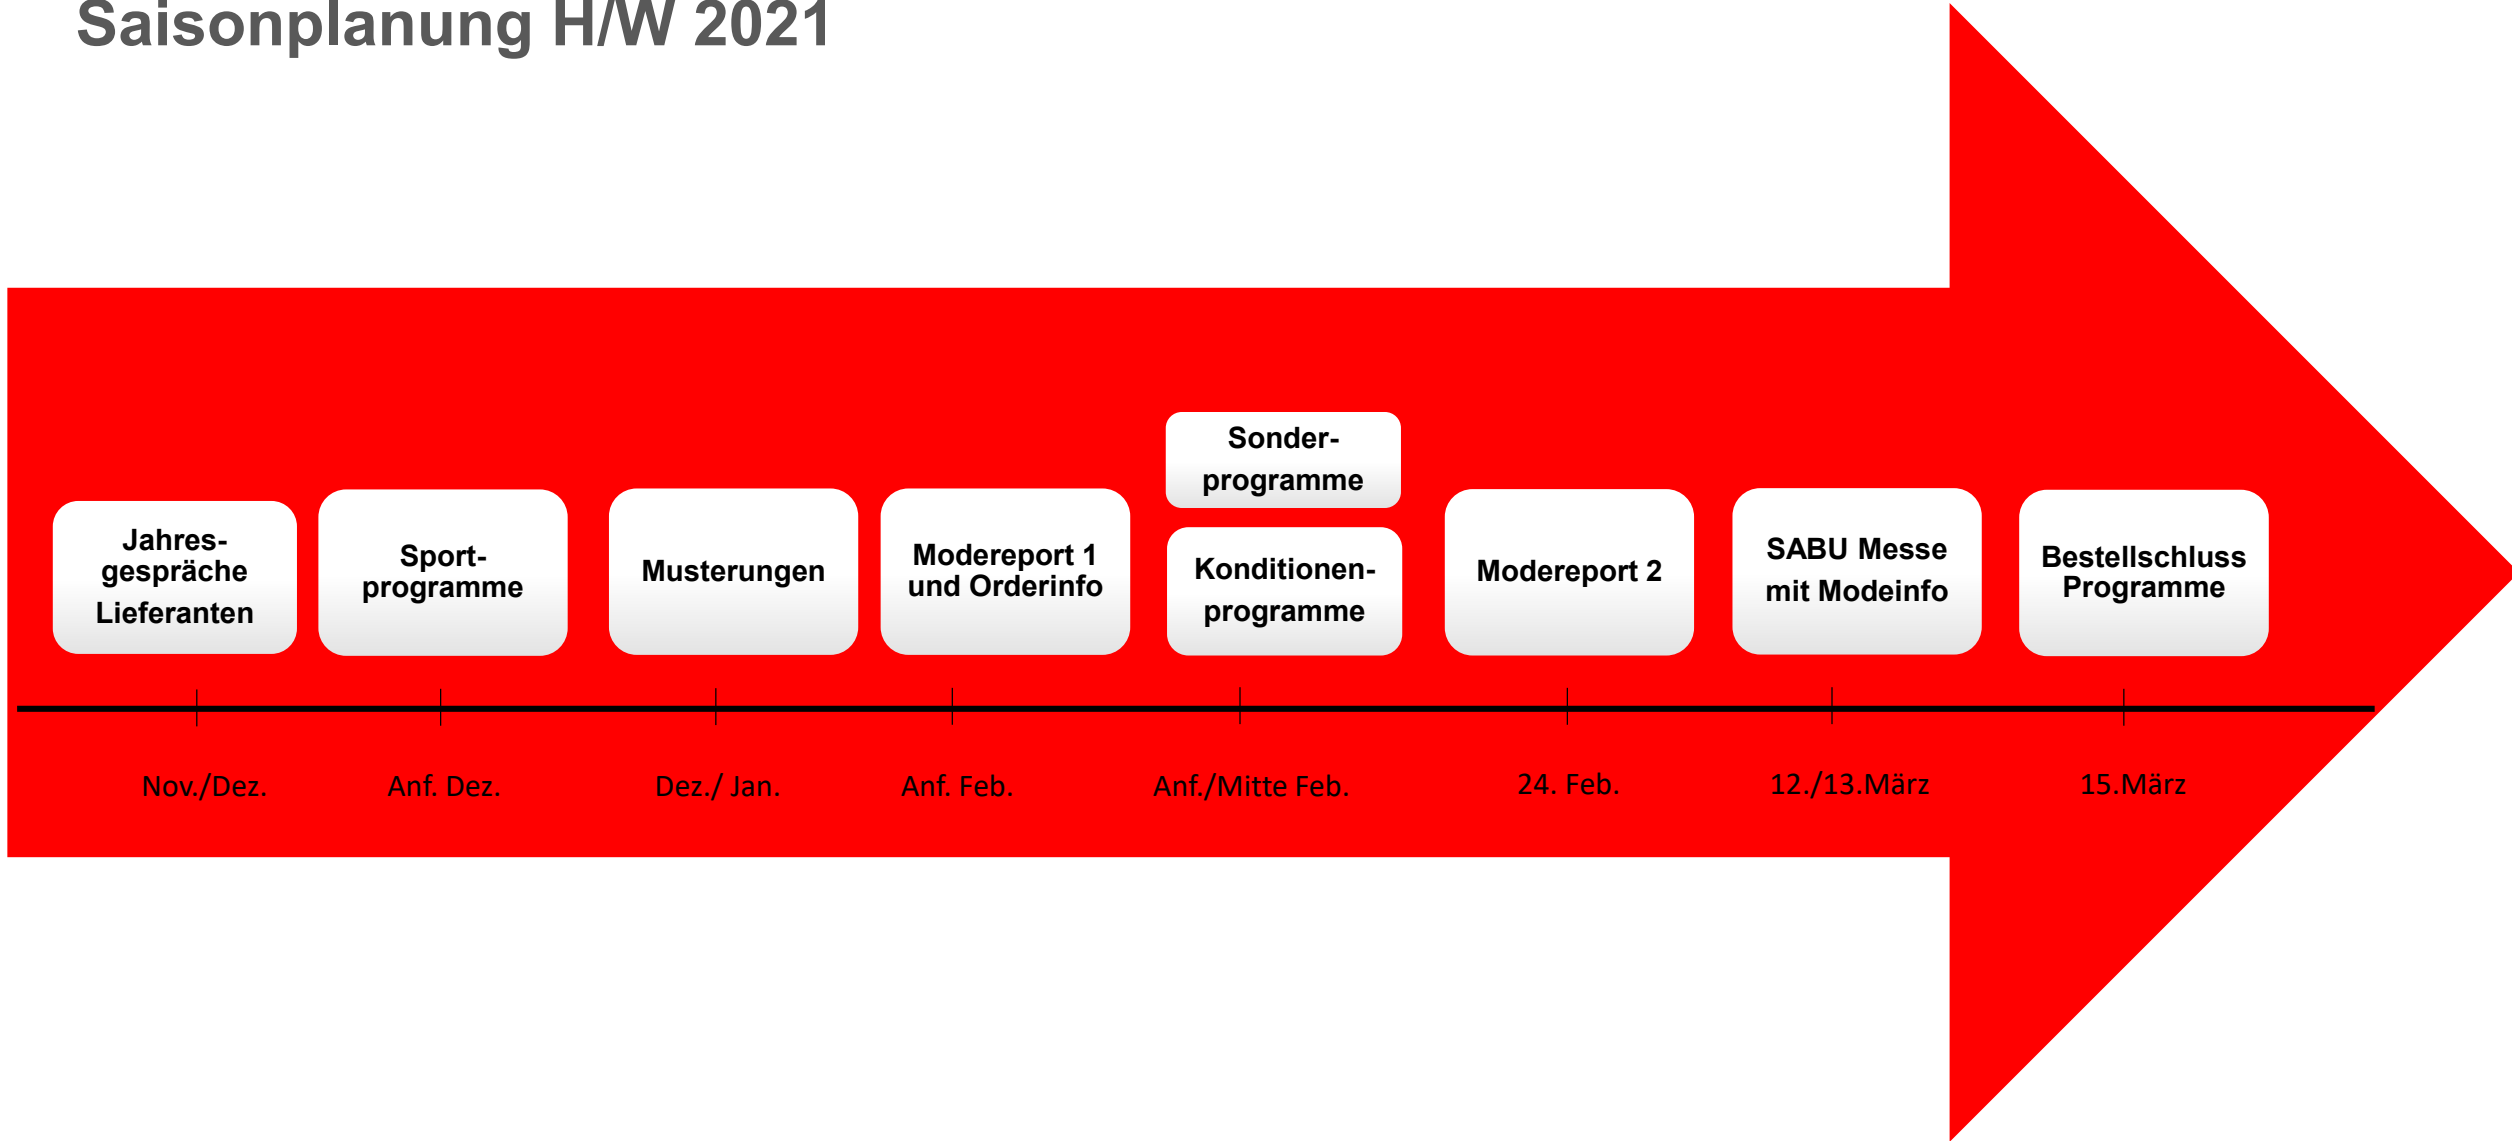 Saisonplanung H/W 2021
Jahres-
gespräche
Lieferanten
Sport-
programme
Musterungen
Modereport 1
und Orderinfo
Sonder-
programme
Konditionen-
programme
Modereport 2
SABU Messe
mit Modeinfo
Bestellschluss
Programme
Nov./Dez.
Anf. Dez.
Dez./ Jan.
Anf. Feb.
Anf./Mitte Feb.
24. Feb.
12./13.März
15.März